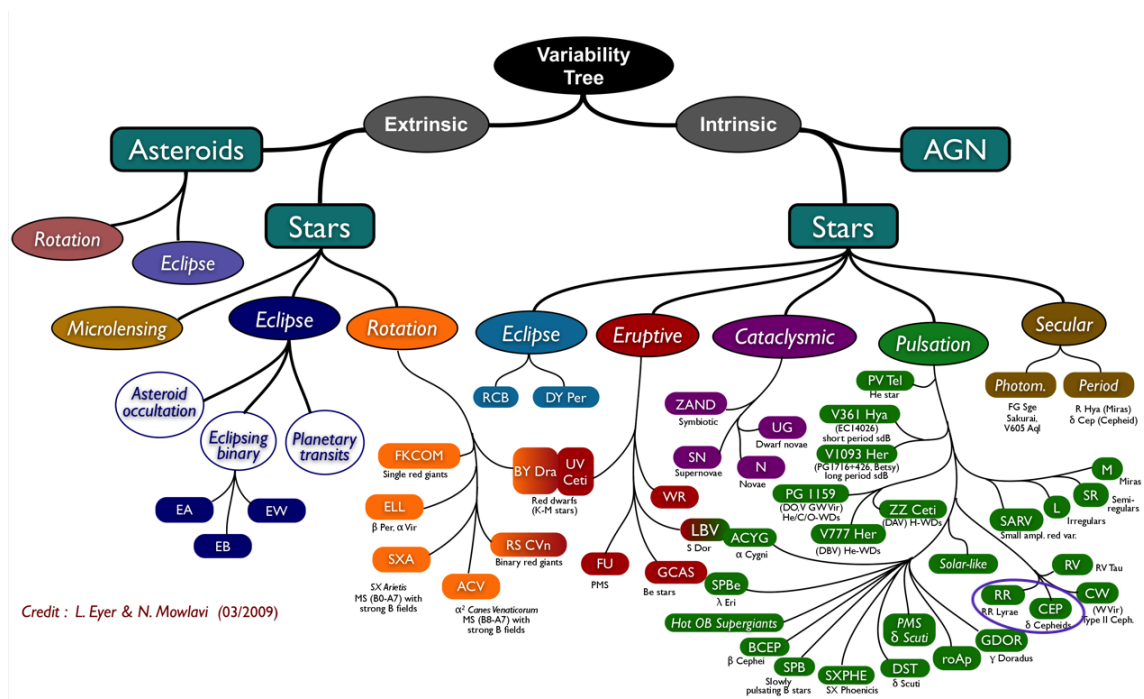 Variability
Tree
Extrinsic
Intrinsic
Asteroids
AGN
Stars
Stars
Rotation
Eclipse
Microlensing
Eclipse
Rotation
Eclipse
Eruptive
Cataclysmic
Pulsation
Secular
Asteroid
occultation
Eclipsing
binary
Planetary
transits
EA
EB
EW
FKCOM
Single red giants
ELL
β Per, α Vir
SXA
SX Arietis
MS (B0-A7) with
strong B fields
ACV
α² Canes Venaticorum
MS (B8-A7) with
strong B fields
RS CVn
Binary red giants
BY Dra
UV
Ceti
Red dwarfs
(K-M stars)
RCB
DY Per
WR
LBV
S Dor
GCAS
Be stars
FU
PMS
ZAND
Symbiotic
SN
Supernovae
UG
Dwarf novae
N
Novae
PV Tel
He star
V361 Hya
(EC14026)
short period sdB
V1093 Her
(PG1716+426, Betsy)
long period sdB
PG 1159
(DO,V GW Vir)
He/C/O-WDs
ZZ Ceti
(DAV) H-WDs
V777 Her
(DBV) He-WDs
ACYG
α Cygni
SPBe
λ Eri
Hot OB Supergiants
BCEP
β Cephei
SPB
Slowly
pulsating B stars
SXPHE
SX Phoenicis
PMS
δ Scuti
DST
δ Scuti
roAp
GDOR
γ Doradus
Solar-like
RR
RR Lyrae
CEP
δ Cepheids
RV
RV Tau
CW
(W Vir)
Type II Ceph.
SARV
Small ampl. red var.
L
Irregulars
SR
Semi-
regulars
M
Miras
Photom.
FG Sge
Sakurai,
V605 Aql
Period
R Hya (Miras)
δ Cep (Cepheid)
Credit : L. Eyer & N. Mowlavi (03/2009)